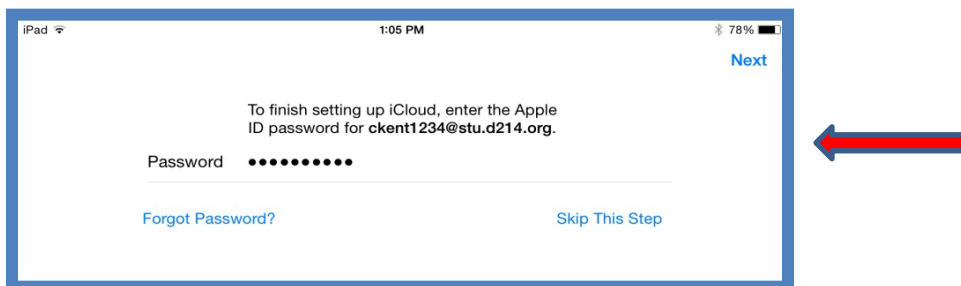 iPad 1:05 PM 78%
Next
To finish setting up iCloud, enter the Apple
ID password for ckent1234@stu.d214.org.
Password ●●●●●●●●●●
Forgot Password? Skip This Step